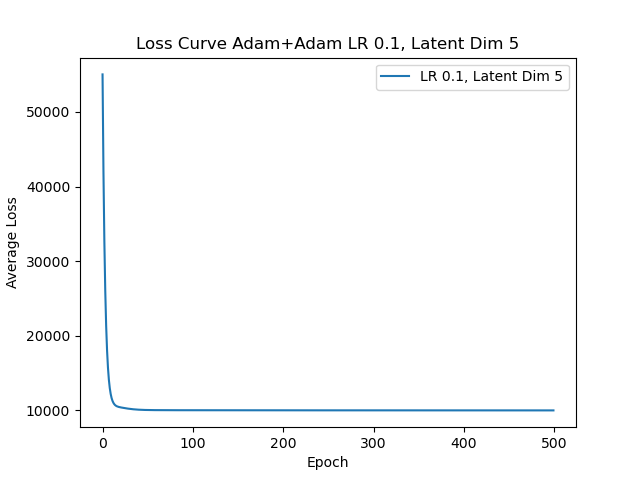 Loss Curve Adam+Adam LR 0.1, Latent Dim 5
LR 0.1, Latent Dim 5
50000
40000
30000
20000
10000
Average Loss
0 100 200 300 400 500
Epoch